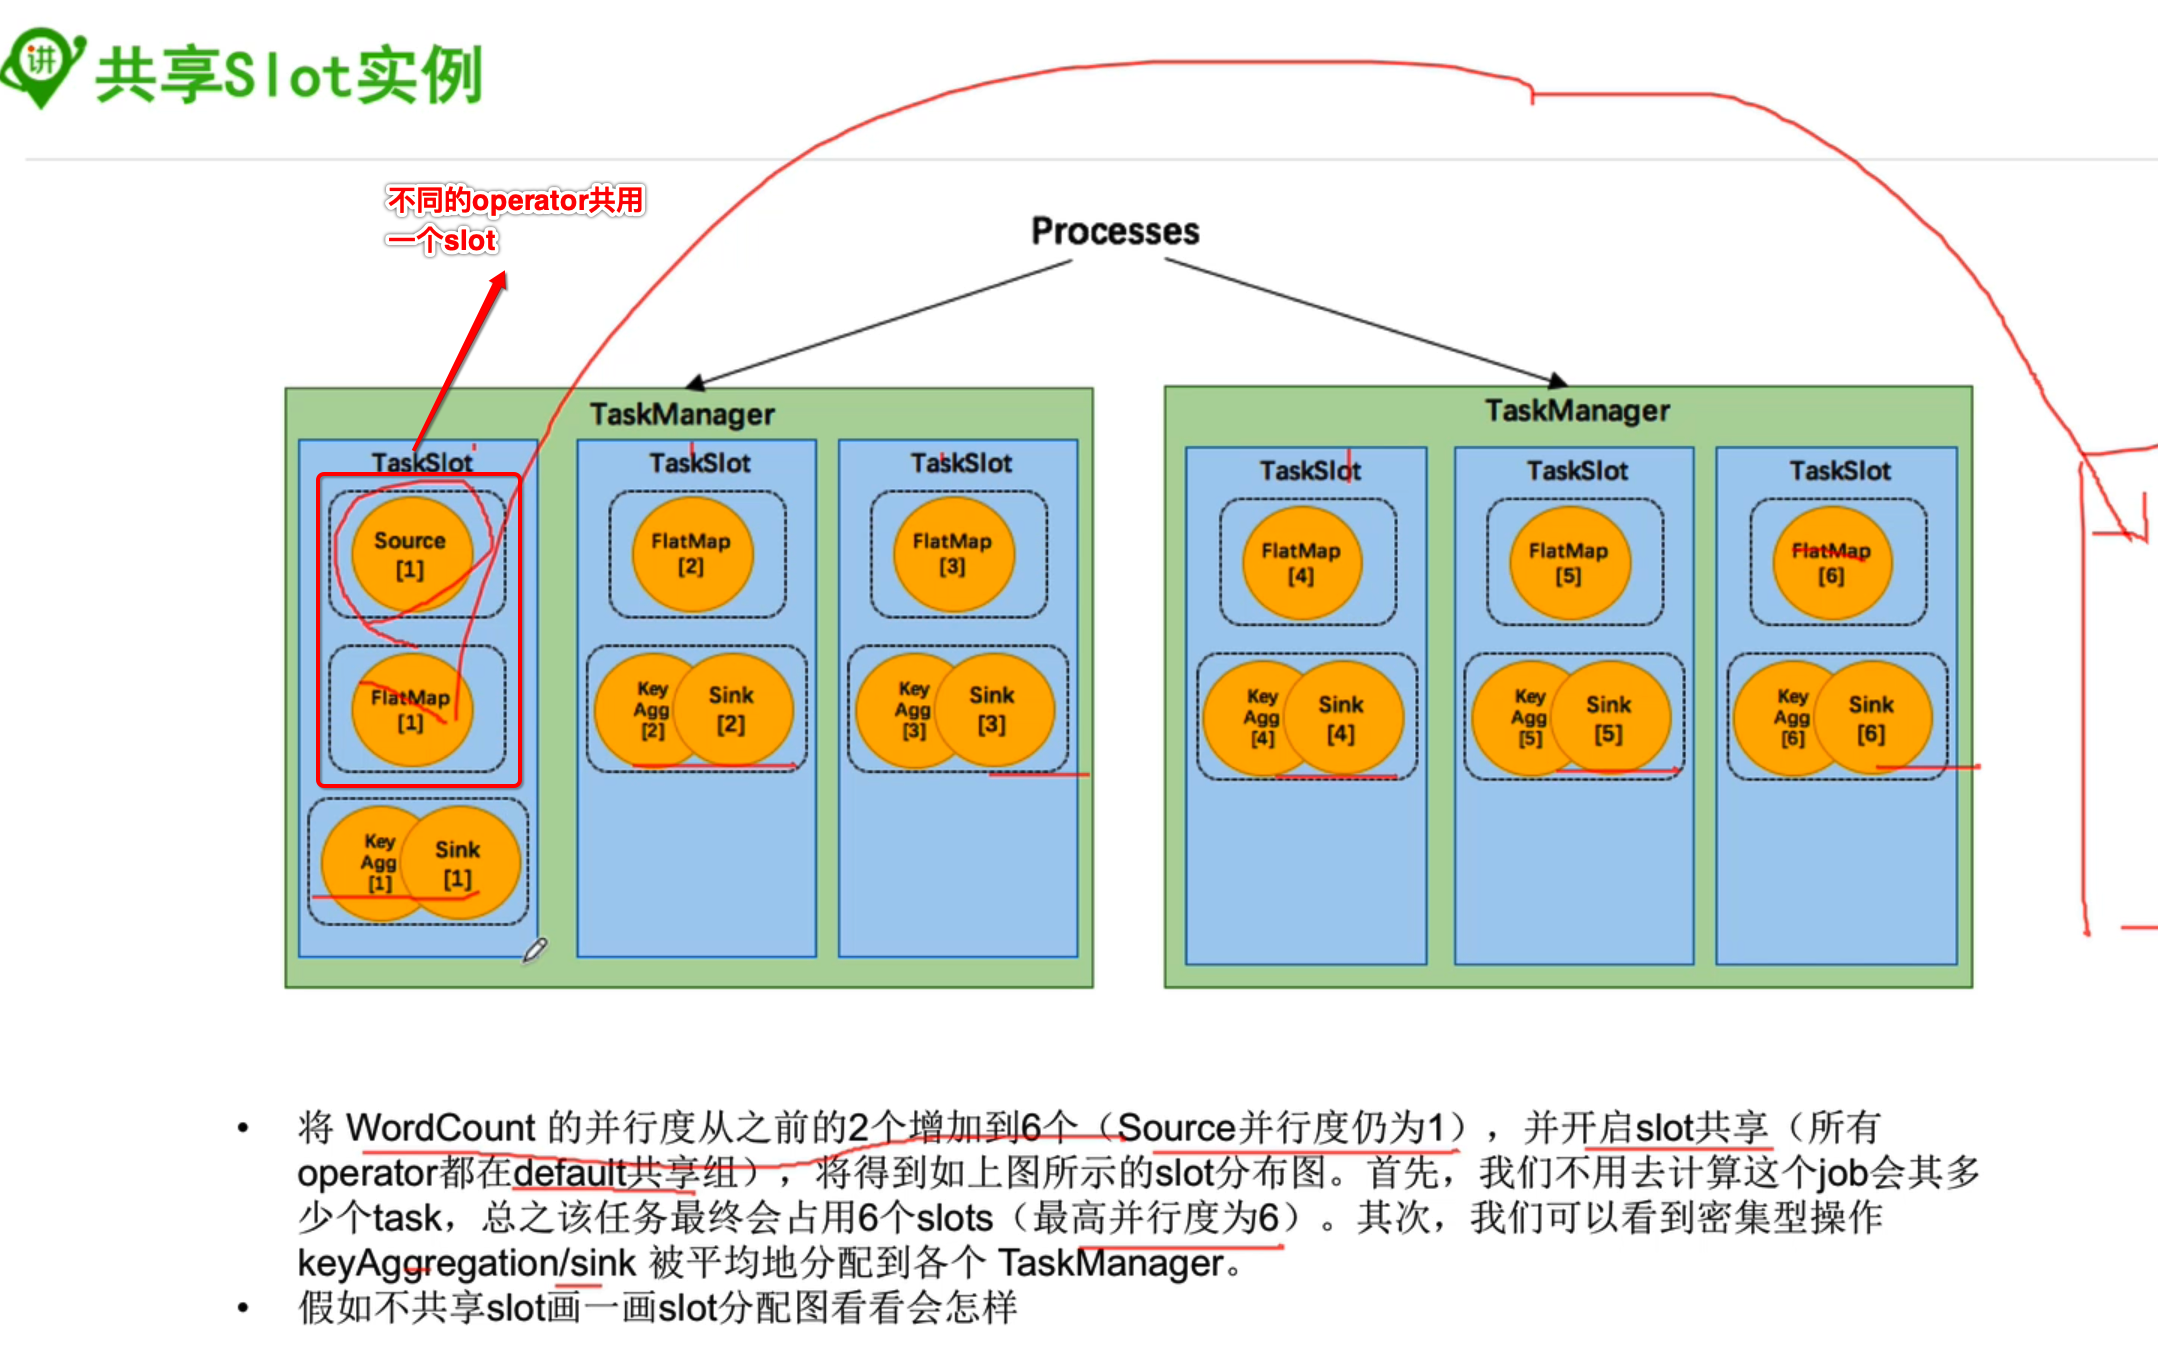 讲
共享Slot实例
不同的operator共用
一个slot
Processes
TaskManager
TaskSlot
Source
[1]
FlatMap
[1]
Key
Agg
[1]
Sink
[1]
TaskSlot
FlatMap
[2]
Key
Agg
[2]
Sink
[2]
TaskSlot
FlatMap
[3]
Key
Agg
[3]
Sink
[3]
TaskManager
TaskSlot
FlatMap
[4]
Key
Agg
[4]
Sink
[4]
TaskSlot
FlatMap
[5]
Key
Agg
[5]
Sink
[5]
TaskSlot
FlatMap
[6]
Key
Agg
[6]
Sink
[6]
• 将 WordCount 的并行度从之前的2个增加到6个（Source并行度仍为1），并开启slot共享（所有
operator都在default共享组），将得到如上图所示的slot分布图。首先，我们不用去计算这个job会其多
少个task，总之该任务最终会占用6个slots（最高并行度为6）。其次，我们可以看到密集型操作
keyAggregation/sink 被平均地分配到各个 TaskManager。
• 假如不共享slot画一画slot分配图看看会怎样